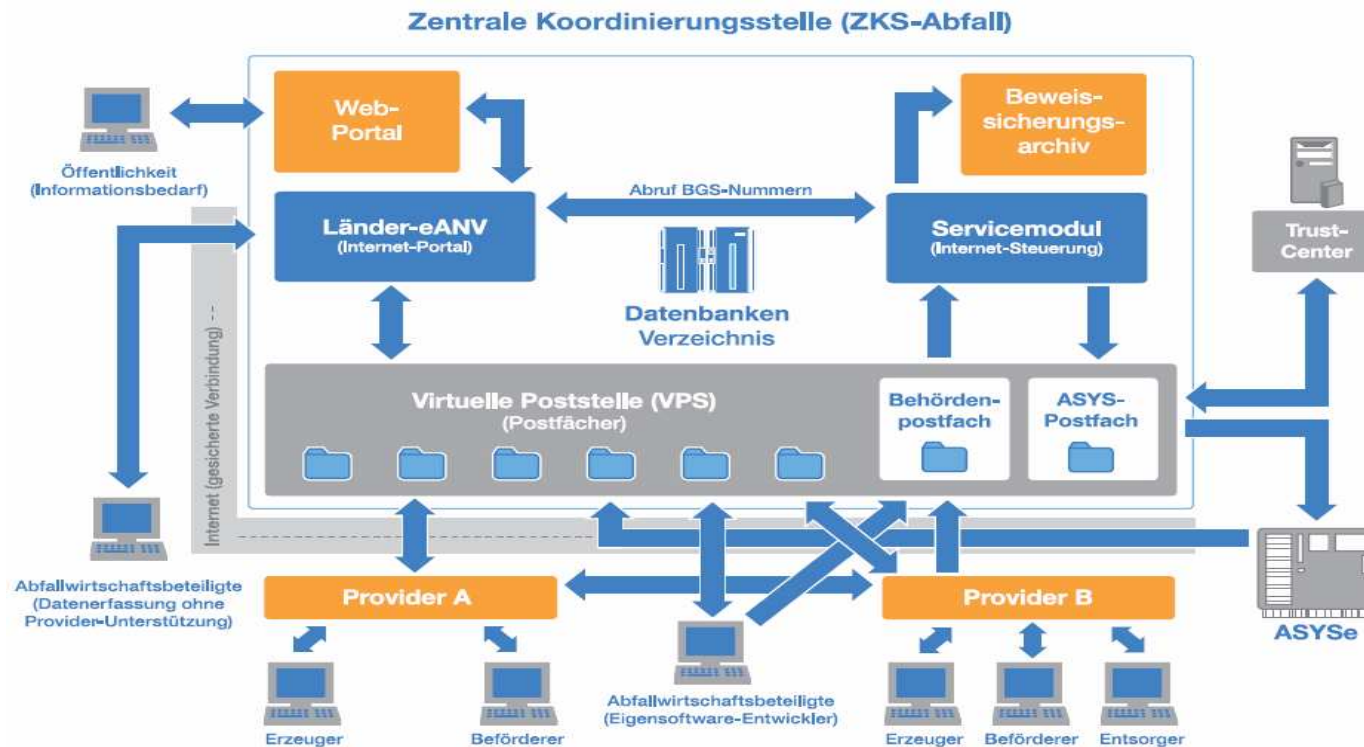 Zentrale Koordinierungsstelle (ZKS-Abfall)
Web-
Portal
Beweis-
sicherungs-
archiv
Öffentlichkeit
(Informationsbedarf)
Abruf BGS-Nummern
Länder-eANV
(Internet-Portal)
Servicemodul
(Internet-Steuerung)
Trust-
Center
Datenbanken
Verzeichnis
Internet (gesicherte Verbindung)
Virtuelle Poststelle (VPS)
(Postfächer)
Behörden-
postfach
ASYS-
Postfach
Abfallwirtschaftsbeteiligte
(Datenerfassung ohne
Provider-Unterstützung)
Provider A
Provider B
ASYSe
Abfallwirtschaftsbeteiligte
(Eigensoftware-Entwickler)
Erzeuger
Beförderer
Erzeuger
Beförderer
Entsorger